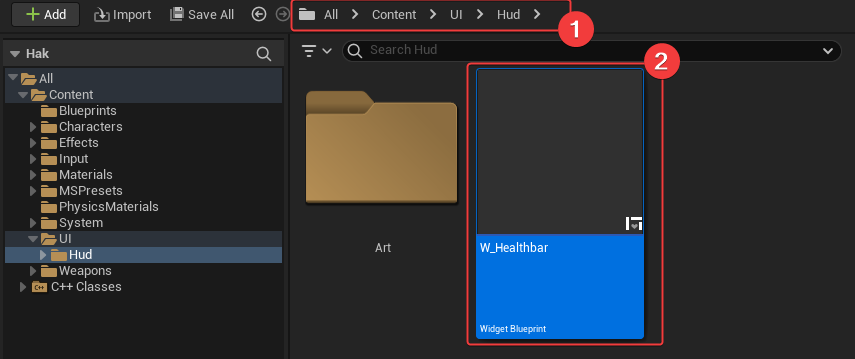 Add Import Save All All Content UI Hud 1
Hak
Search Hud
2
All
Content
Blueprints
Characters
Effects
Input
Materials
MSPresets
PhysicsMaterials
System
UI
Hud
Weapons
C++ Classes
Art
W_Healthbar
Widget Blueprint